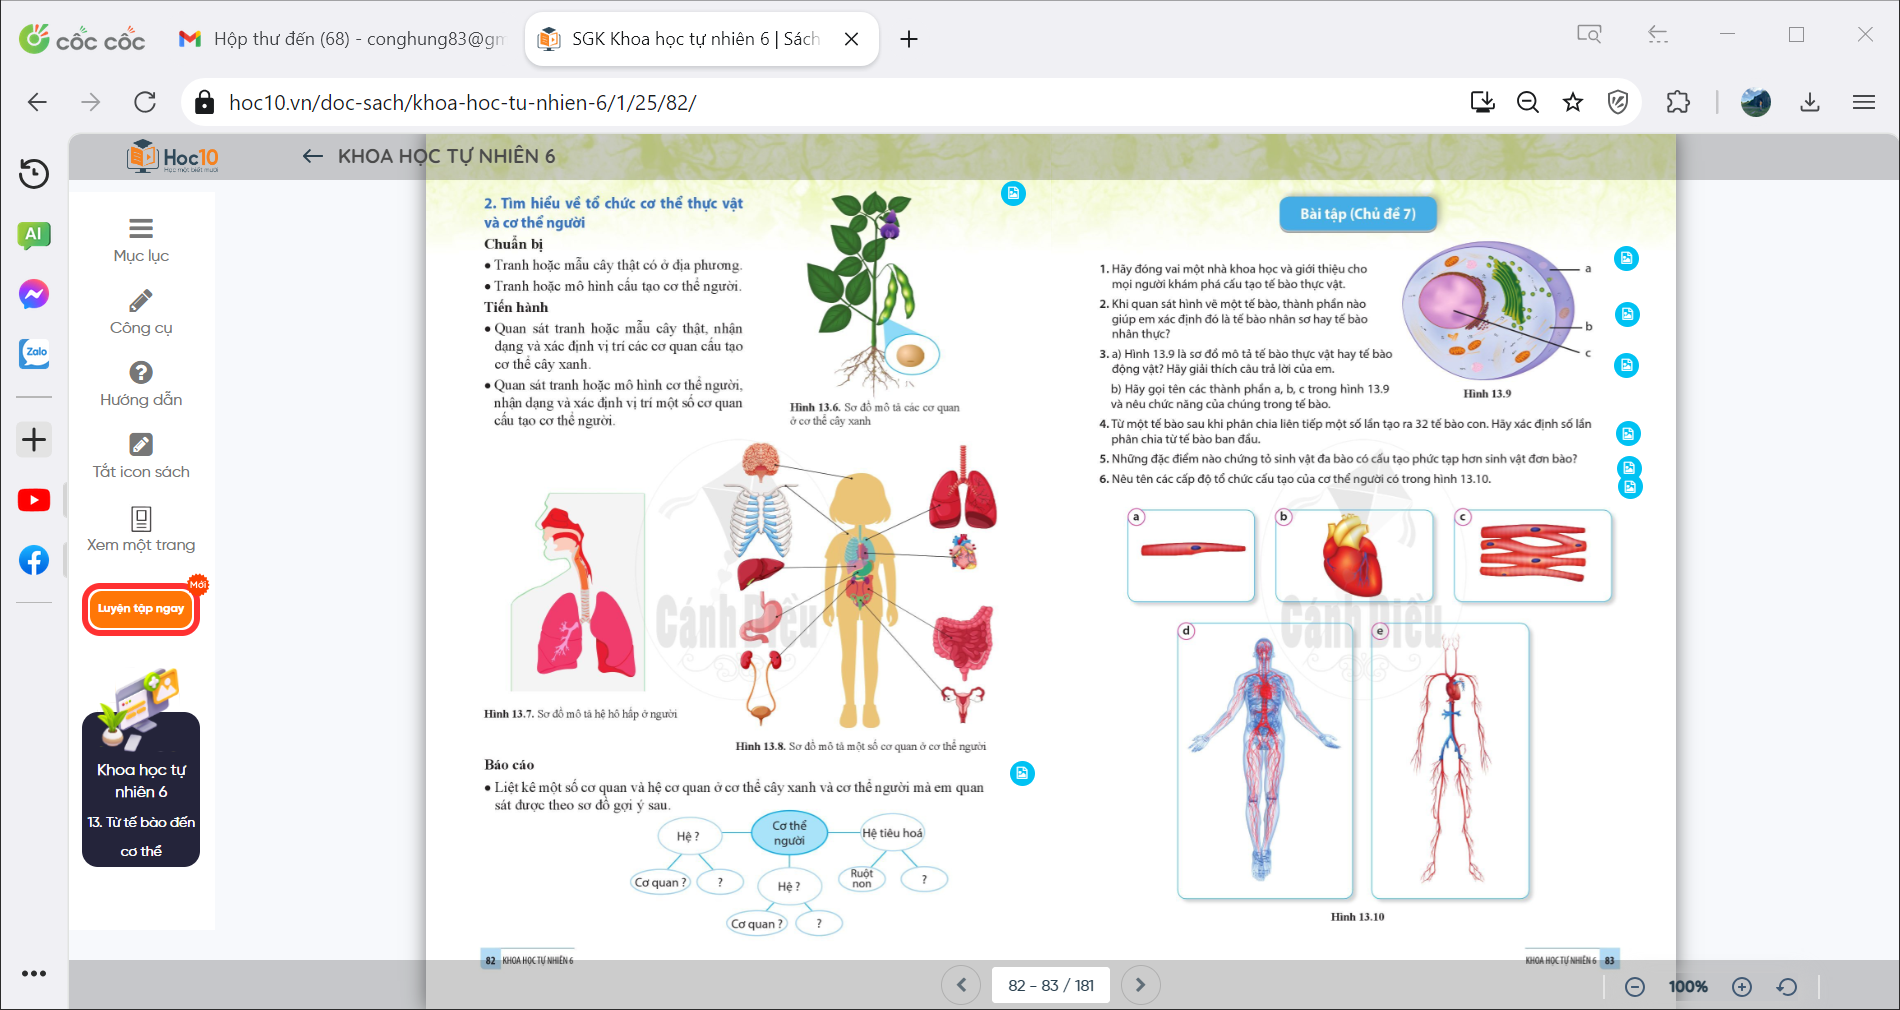 cốc cốc
Hộp thư đến (68) - conghung83@gm
SGK Khoa học tự nhiên 6 | Sách
hoc10.vn/doc-sach/khoa-hoc-tu-nhien-6/1/25/82/
Hoc10
Học một biết mười
KHOA HỌC TỰ NHIÊN 6
AI
Zalo
Mục lục
Công cụ
Hướng dẫn
Tắt icon sách
Xem một trang
Mới
Luyện tập ngay
Khoa học tự
nhiên 6
13. Từ tế bào đến
cơ thể
2. Tìm hiểu về tổ chức cơ thể thực vật
và cơ thể người
Chuẩn bị
• Tranh hoặc mẫu cây thật có ở địa phương.
• Tranh hoặc mô hình cấu tạo cơ thể người.
Tiến hành
• Quan sát tranh hoặc mẫu cây thật, nhận
dạng và xác định vị trí các cơ quan cấu tạo
cơ thể cây xanh.
• Quan sát tranh hoặc mô hình cơ thể người,
nhận dạng và xác định vị trí một số cơ quan
cấu tạo cơ thể người.
Hình 13.6. Sơ đồ mô tả các cơ quan
ở cơ thể cây xanh
Cánh Diều
Hình 13.7. Sơ đồ mô tả hệ hô hấp ở người
Hình 13.8. Sơ đồ mô tả một số cơ quan ở cơ thể người
Báo cáo
• Liệt kê một số cơ quan và hệ cơ quan ở cơ thể cây xanh và cơ thể người mà em quan
sát được theo sơ đồ gợi ý sau.
Hệ ?
Cơ thể
người
Hệ tiêu hoá
Cơ quan ?
?
Hệ ?
Ruột
non
?
Cơ quan ?
?
82 KHOA HỌC TỰ NHIÊN 6
Bài tập (Chủ đề 7)
1. Hãy đóng vai một nhà khoa học và giới thiệu cho
mọi người khám phá cấu tạo tế bào thực vật.
2. Khi quan sát hình vẽ một tế bào, thành phần nào
giúp em xác định đó là tế bào nhân sơ hay tế bào
nhân thực?
3. a) Hình 13.9 là sơ đồ mô tả tế bào thực vật hay tế bào
động vật? Hãy giải thích câu trả lời của em.
b) Hãy gọi tên các thành phần a, b, c trong hình 13.9
và nêu chức năng của chúng trong tế bào.
a
b
c
Hình 13.9
4. Từ một tế bào sau khi phân chia liên tiếp một số lần tạo ra 32 tế bào con. Hãy xác định số lần
phân chia từ tế bào ban đầu.
5. Những đặc điểm nào chứng tỏ sinh vật đa bào có cấu tạo phức tạp hơn sinh vật đơn bào?
6. Nêu tên các cấp độ tổ chức cấu tạo của cơ thể người có trong hình 13.10.
a
b
c
Cánh Diều
d
e
Hình 13.10
KHOA HỌC TỰ NHIÊN 6 83
82 - 83 / 181
100%